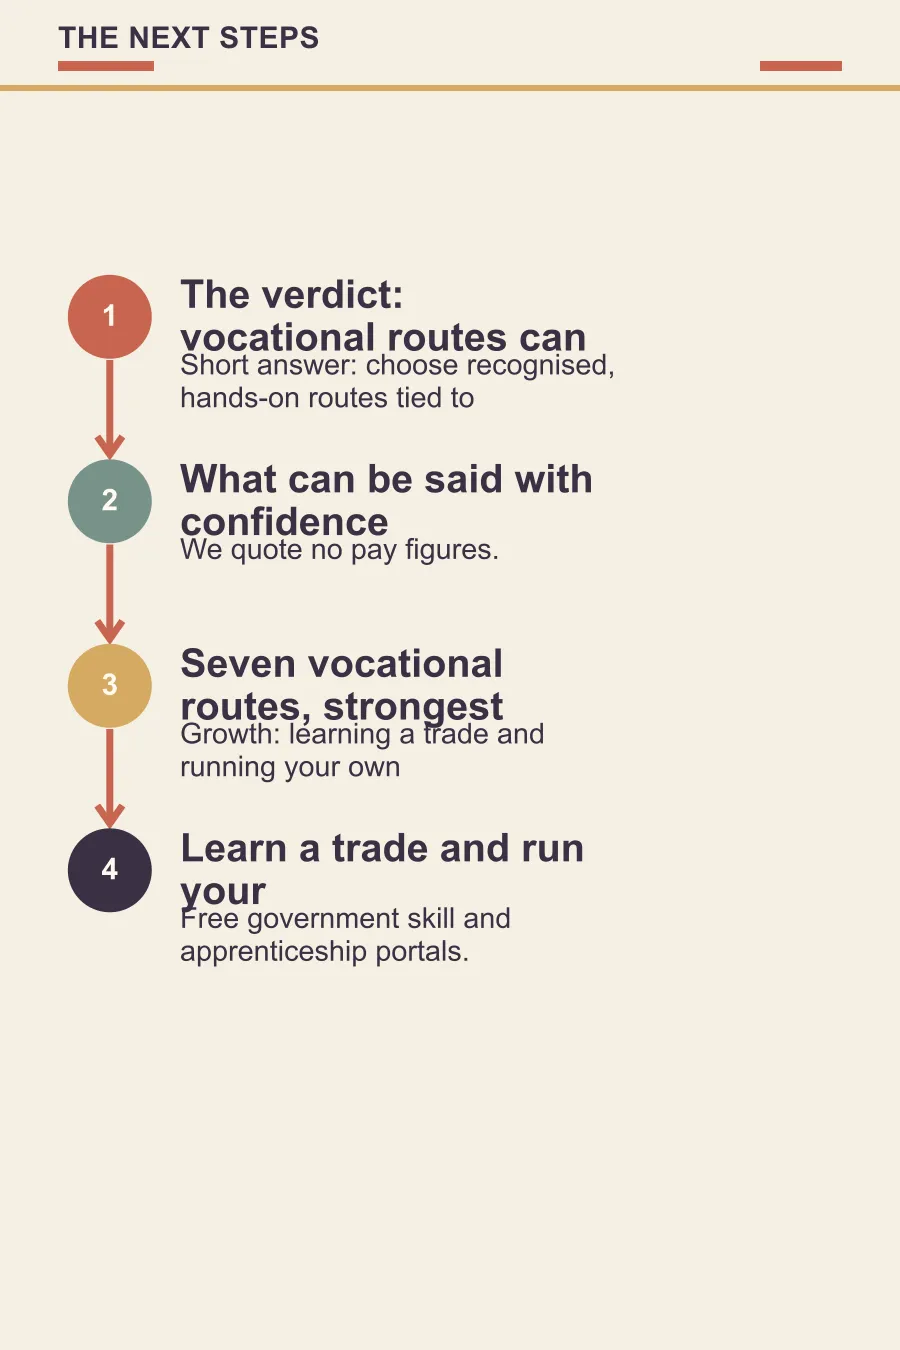 THE NEXT STEPS
1
The verdict:
vocational routes can
Short answer: choose recognised,
hands-on routes tied to
2
What can be said with
confidence
We quote no pay figures.
3
Seven vocational
routes, strongest
Growth: learning a trade and
running your own
4
Learn a trade and run
your
Free government skill and
apprenticeship portals.